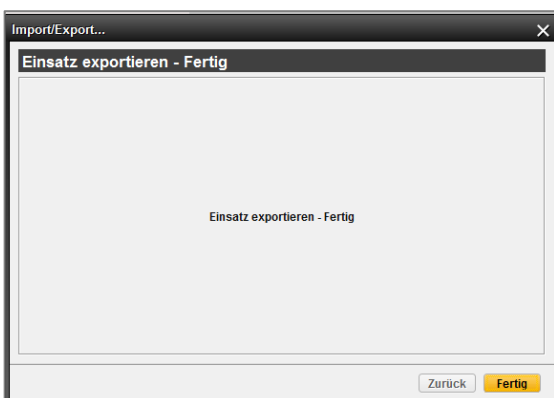 Import/Export...
Einsatz exportieren - Fertig
Einsatz exportieren - Fertig
Zurück Fertig